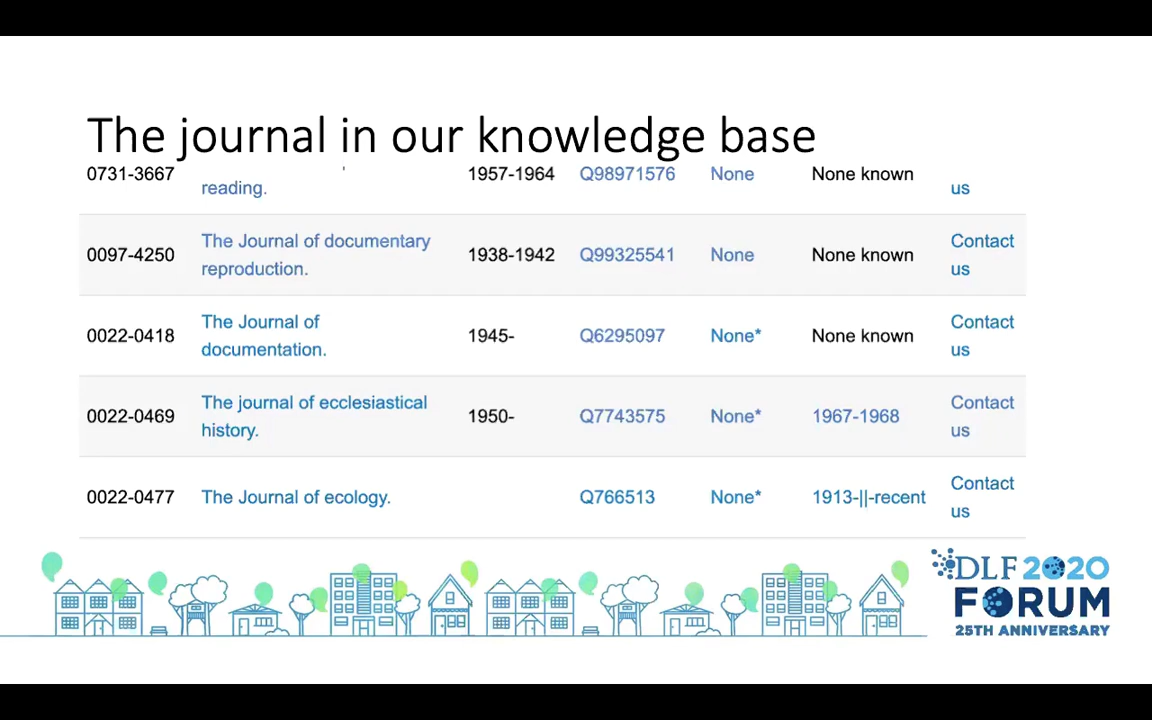 The journal in our knowledge base
0731-3667 reading. 1957-1964 Q98971576 None None known us
0097-4250 The Journal of documentary reproduction. 1938-1942 Q99325541 None None known Contact us
0022-0418 The Journal of documentation. 1945- Q6295097 None* None known Contact us
0022-0469 The journal of ecclesiastical history. 1950- Q7743575 None* 1967-1968 Contact us
0022-0477 The Journal of ecology. Q766513 None* 1913-||-recent Contact us
DLF 2020
FORUM
25TH ANNIVERSARY